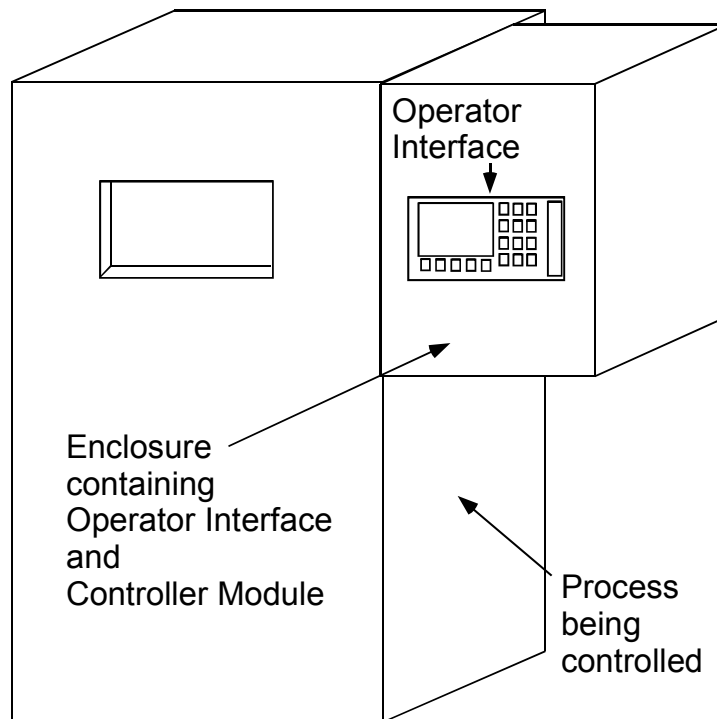 Operator
Interface
Enclosure
containing
Operator Interface
and
Controller Module
Process
being
controlled